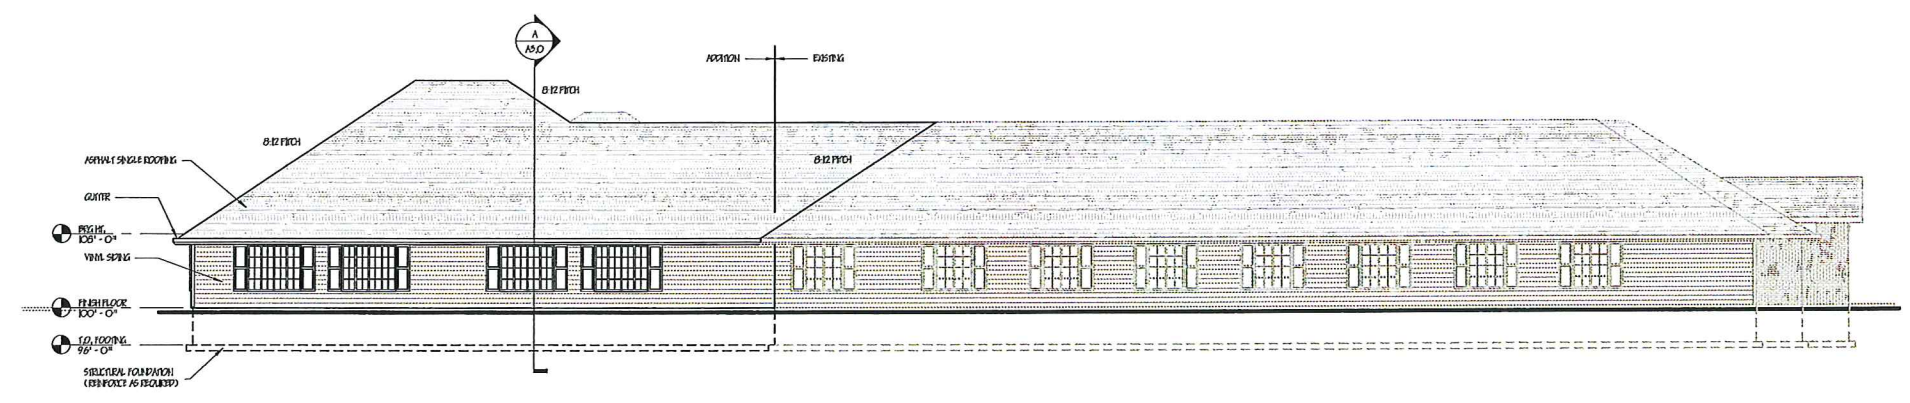 A
A3.0
ADDITION
EXISTING
8:12 PITCH
8:12 PITCH
8:12 PITCH
ASPHALT SHINGLE ROOFING
GUTTER
BRG HT.
108' - 0"
VINYL SIDING
FINISH FLOOR
100' - 0"
T.O. FOOTING
96' - 0"
STRUCTURAL FOUNDATION
(REINFORCE AS REQUIRED)